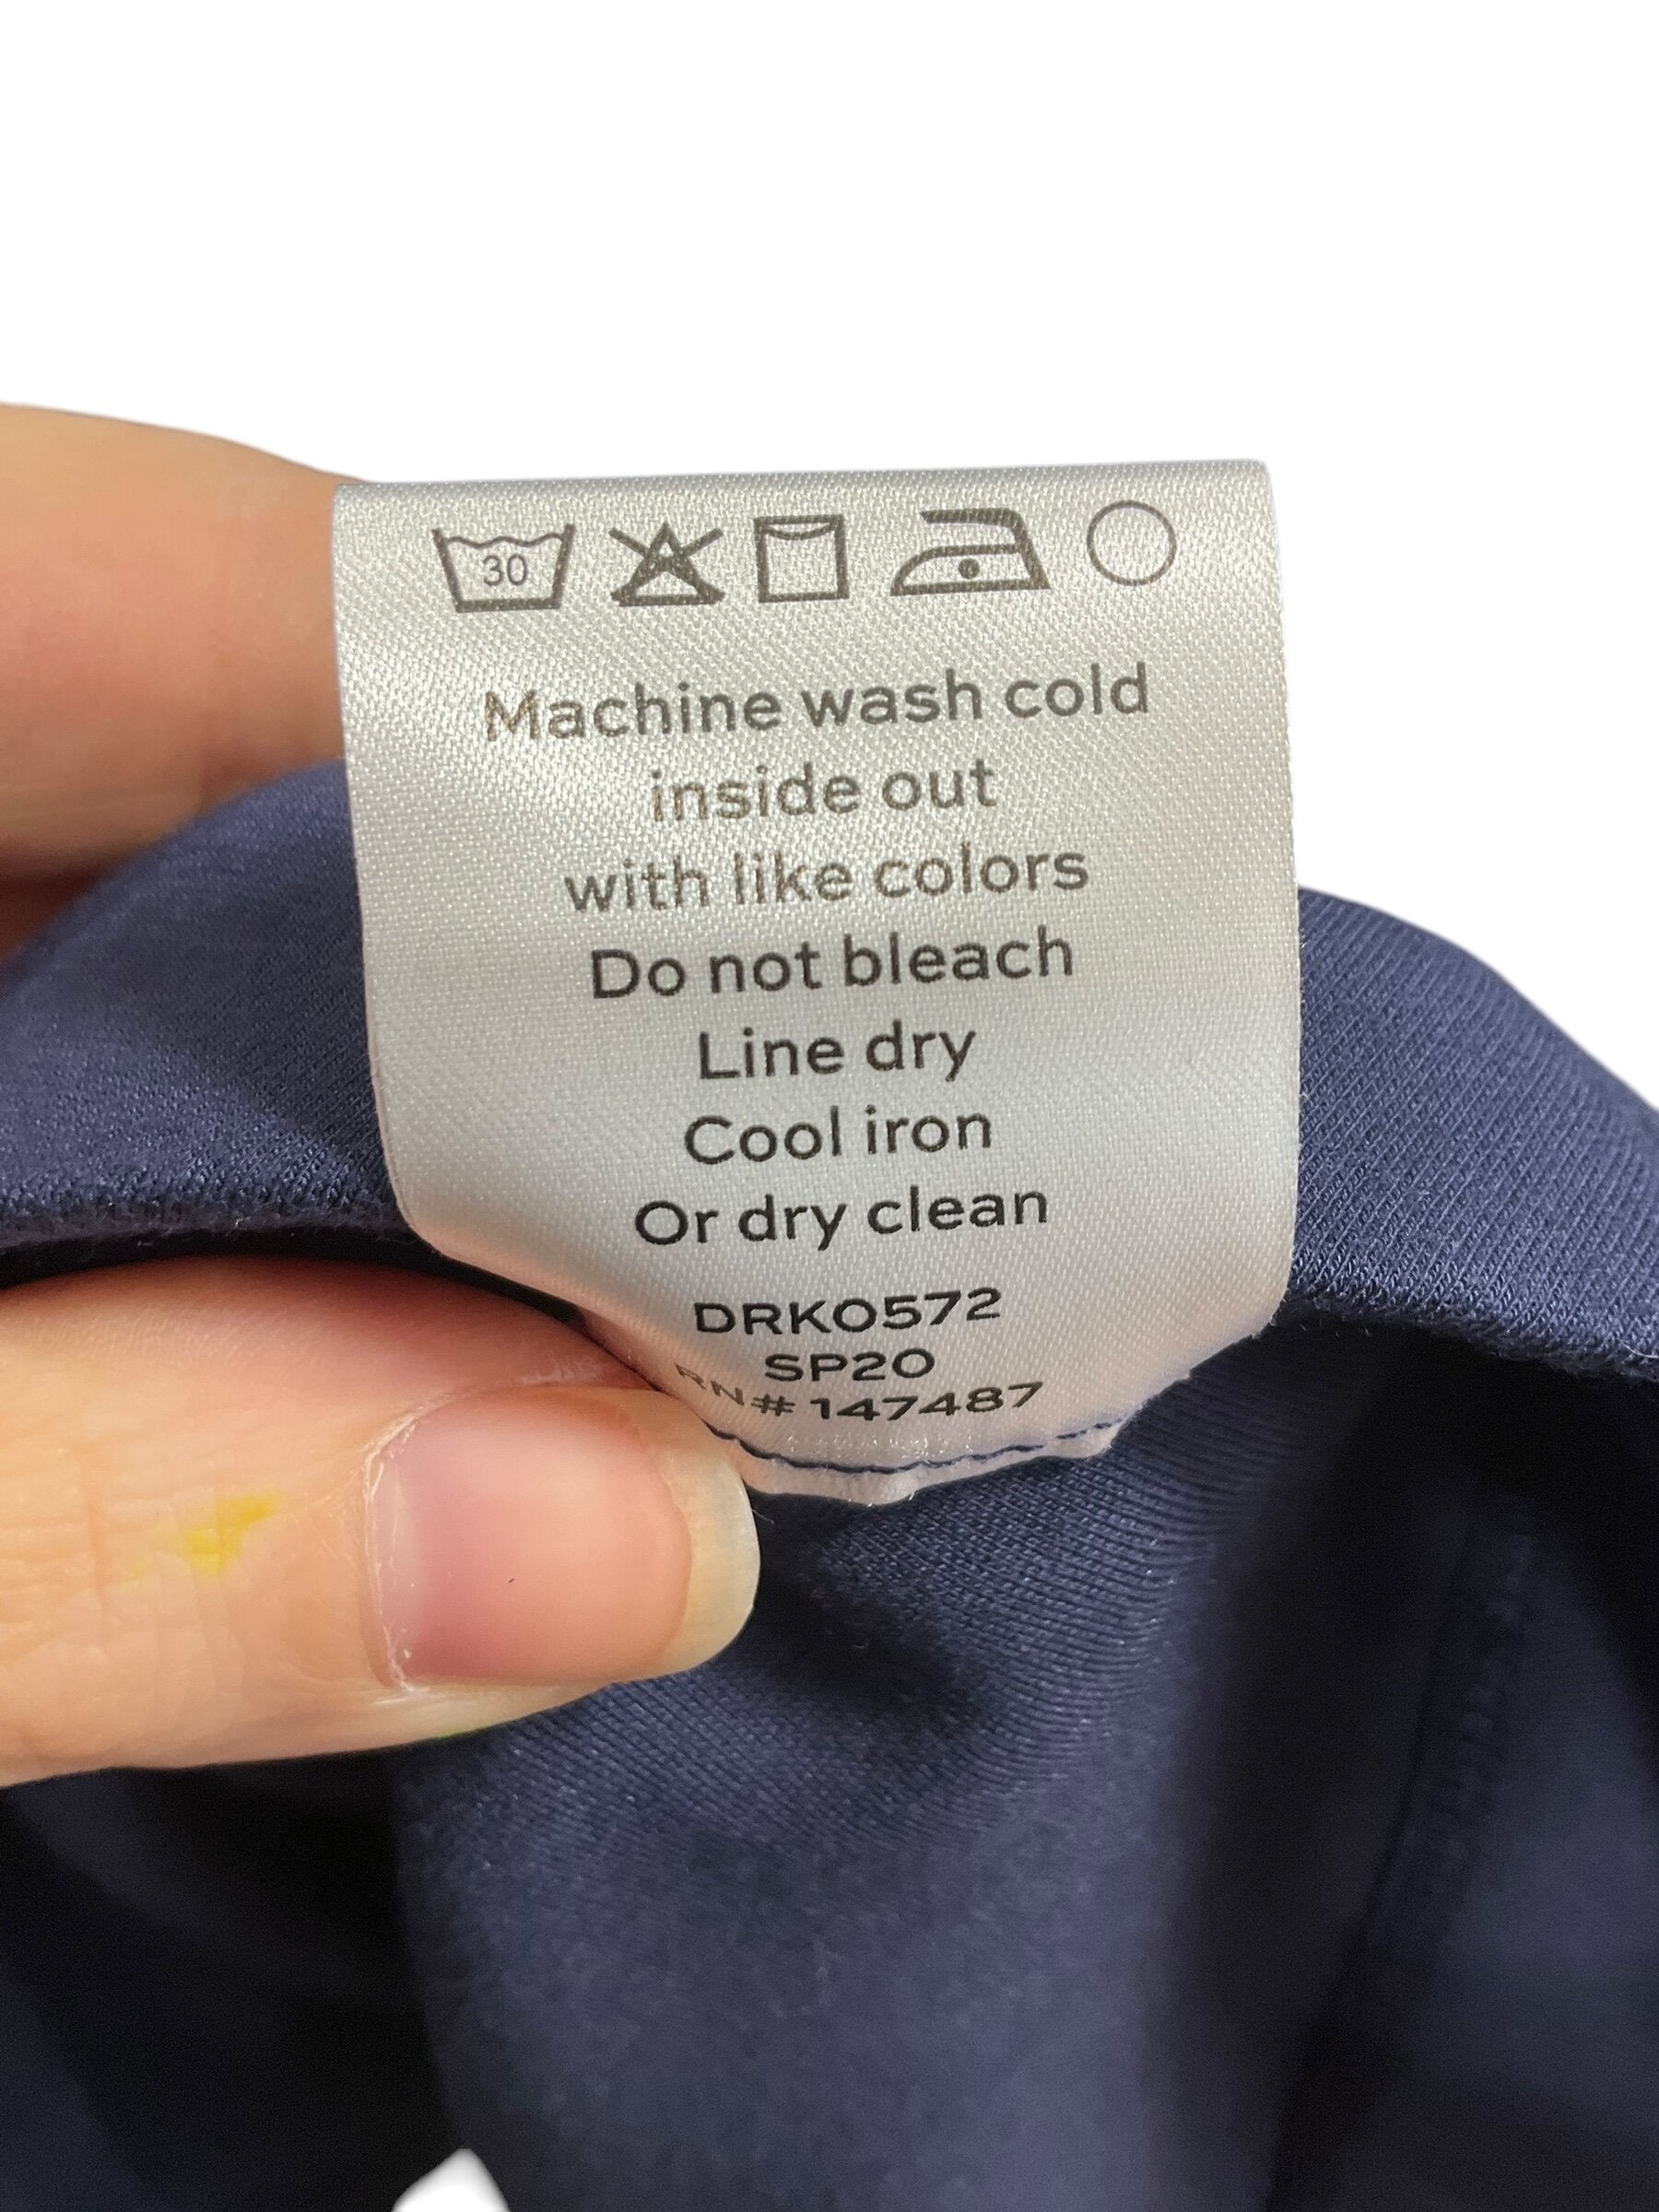 30
Machine wash cold
inside out
with like colors
Do not bleach
Line dry
Cool iron
Or dry clean
DRK0572
SP20
RN#147487